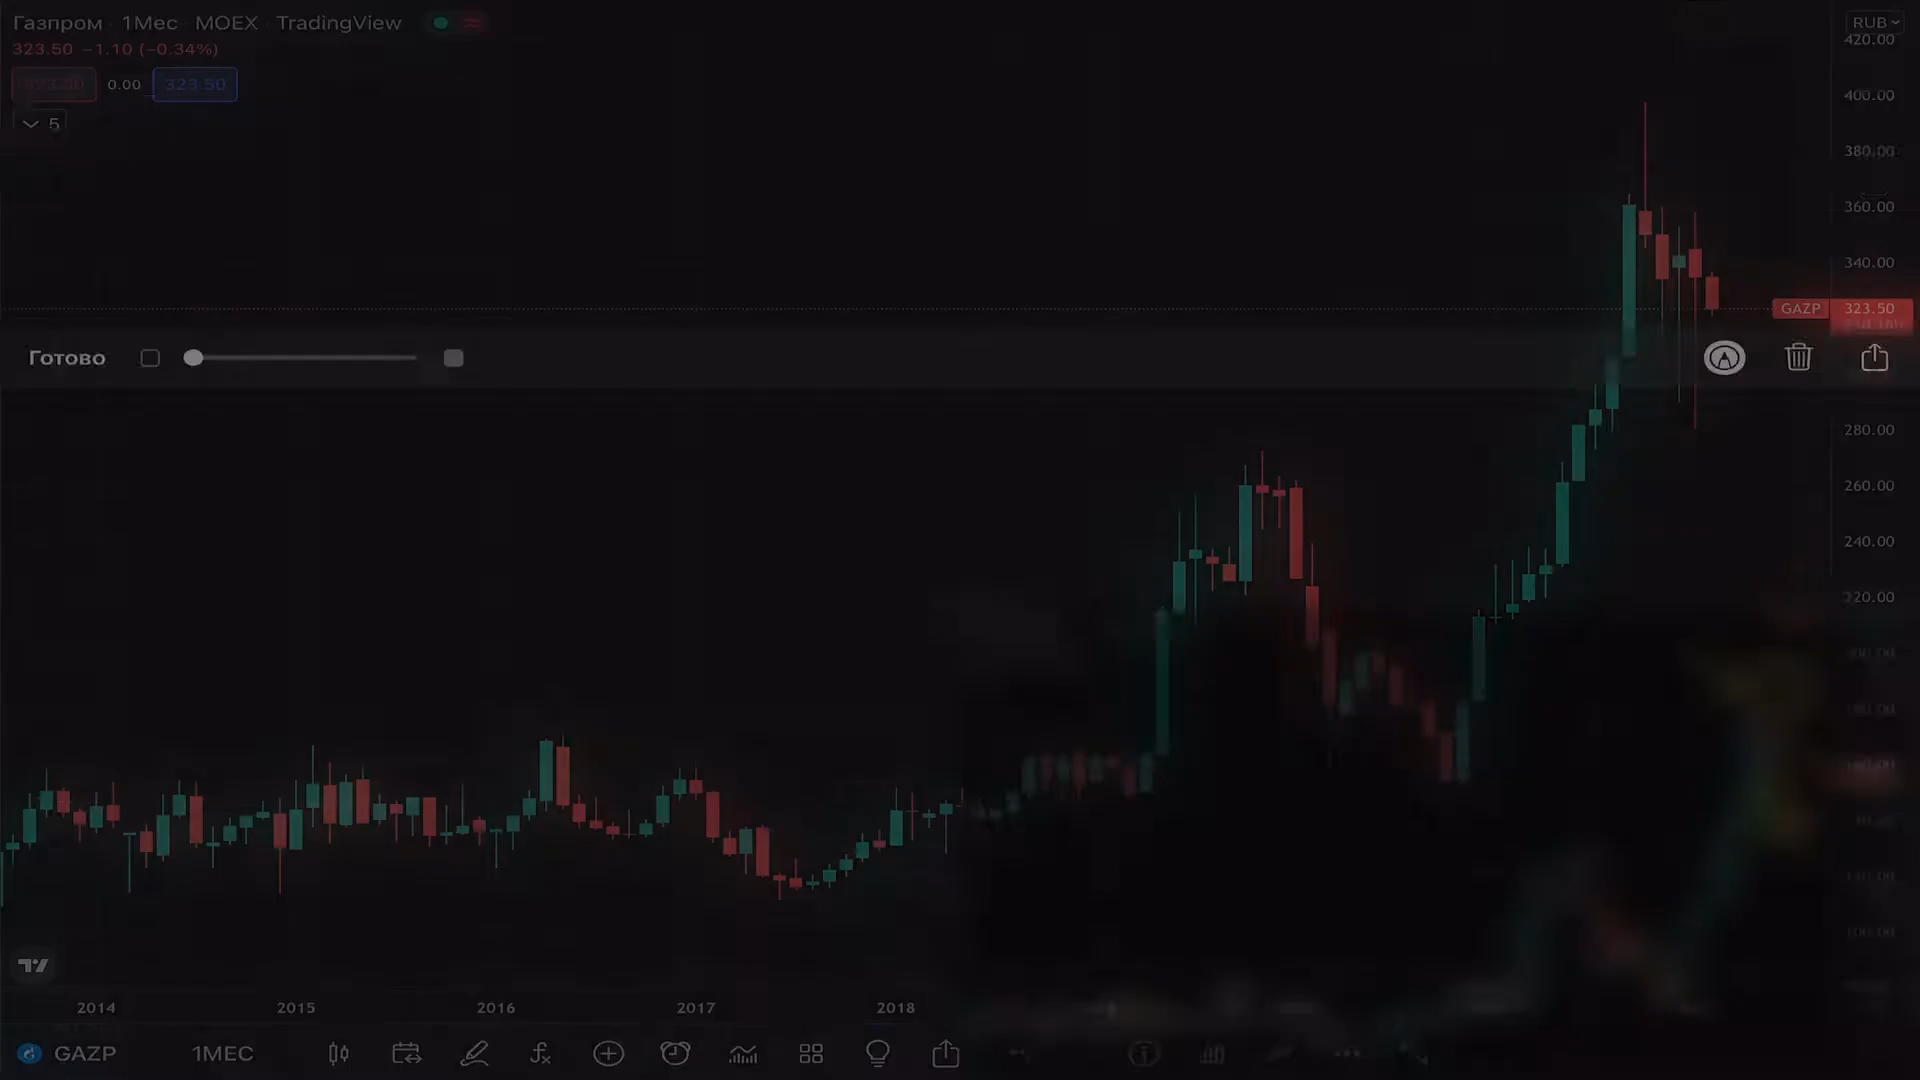 Газпром · 1Мес · MOEX · TradingView
RUB
323.50 −1.10 (−0.34%)
323.50 0.00 323.50
5
420.00
400.00
380.00
360.00
340.00
GAZP 323.50
Готово
280.00
260.00
240.00
220.00
2014 2015 2016 2017 2018
GAZP 1МЕС